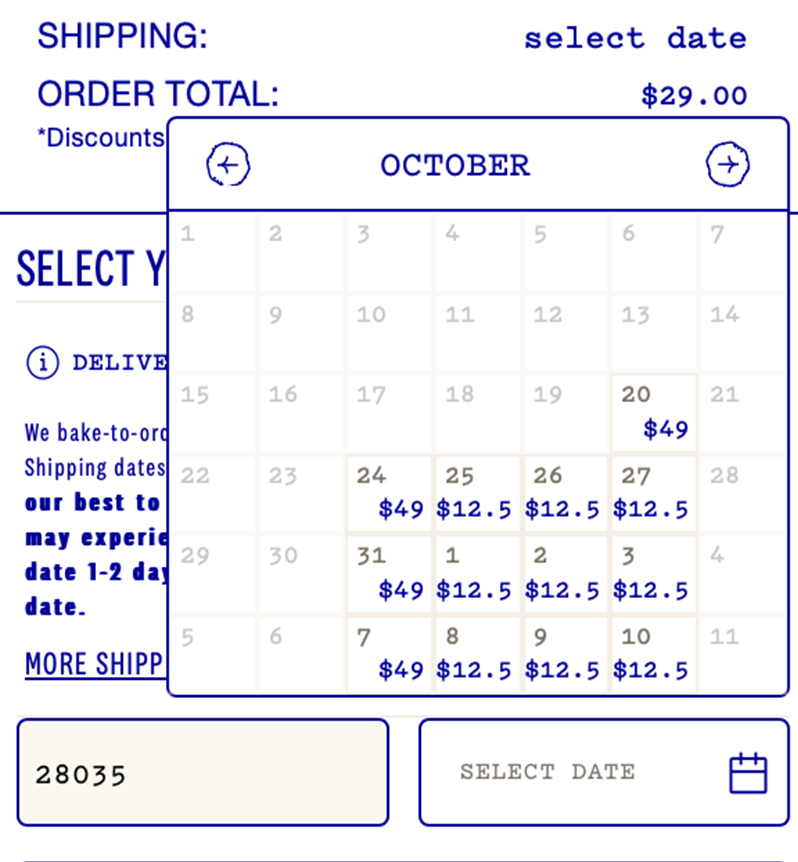 SHIPPING: select date
ORDER TOTAL: $29.00
*Discounts
OCTOBER
1 2 3 4 5 6 7
8 9 10 11 12 13 14
15 16 17 18 19 20 21
$49
22 23 24 25 26 27 28
$49 $12.5 $12.5 $12.5
29 30 31 1 2 3 4
$49 $12.5 $12.5 $12.5
5 6 7 8 9 10 11
$49 $12.5 $12.5 $12.5
SELECT Y
DELIVE
We bake-to-ord
Shipping dates
our best to
may experie
date 1-2 day
date.
MORE SHIPP
28035 SELECT DATE